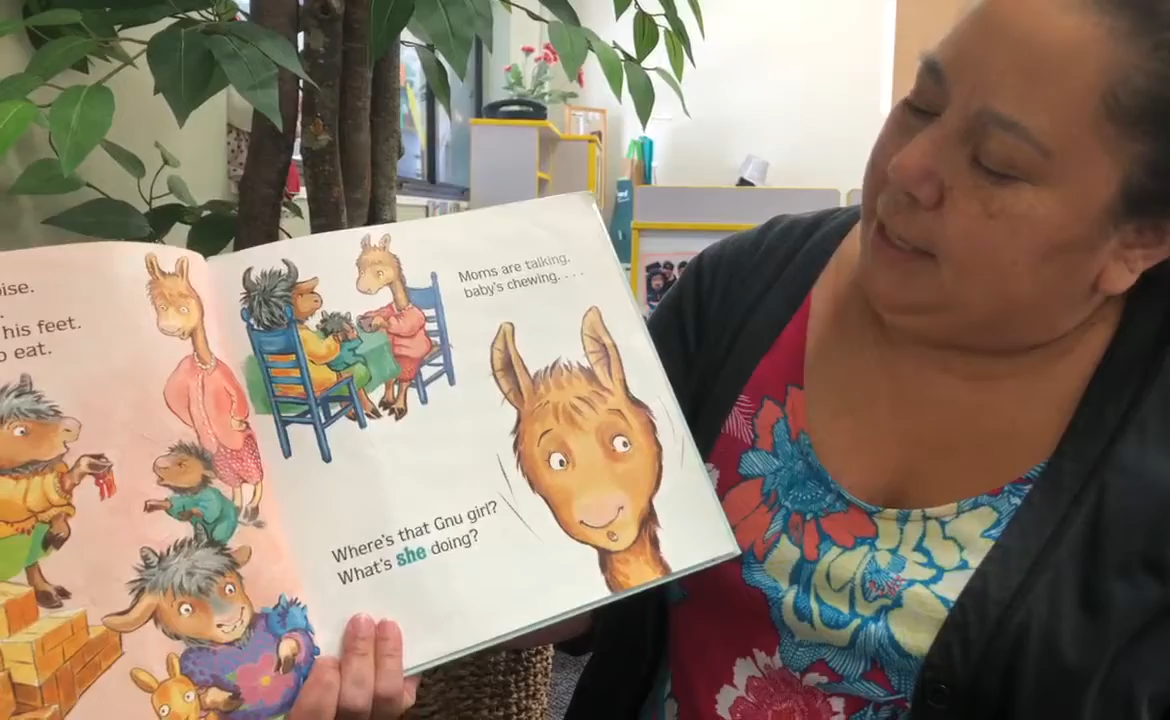 his feet.
eat.
Moms are talking,
baby's chewing. . . .
Where's that Gnu girl?
What's she doing?